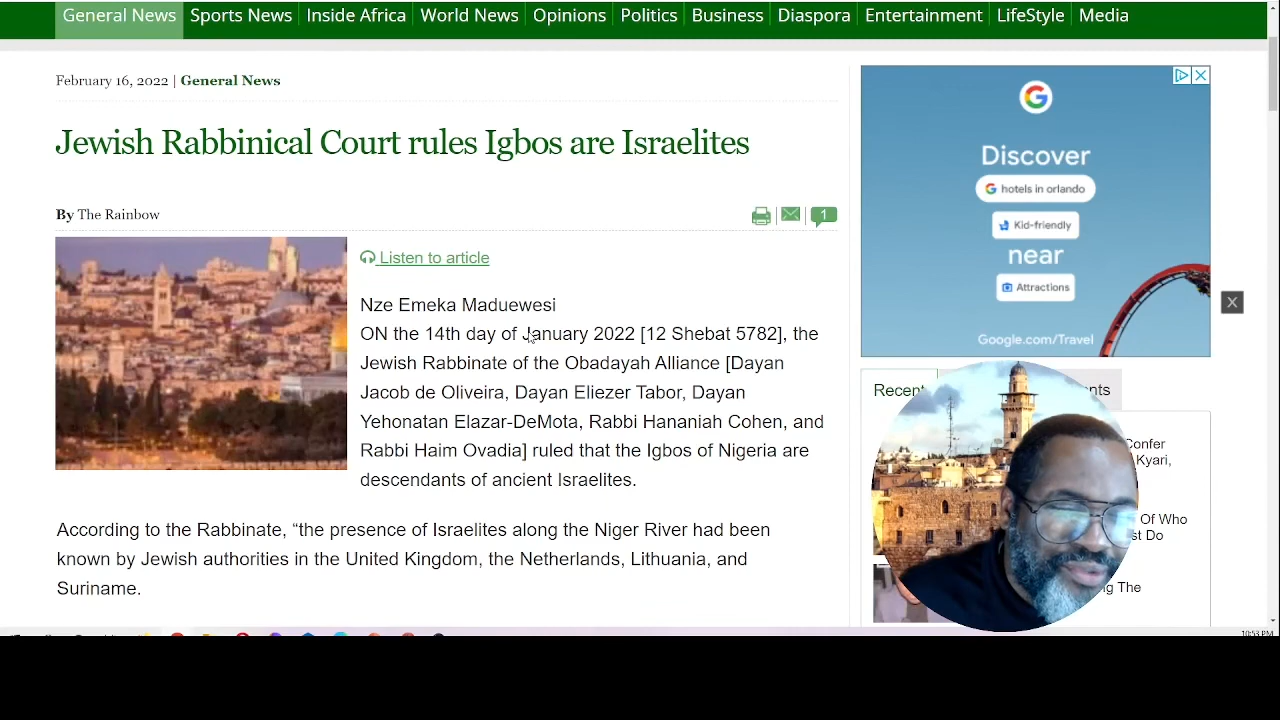 General News Sports News Inside Africa World News Opinions Politics Business Diaspora Entertainment LifeStyle Media
February 16, 2022 | General News
Jewish Rabbinical Court rules Igbos are Israelites
By The Rainbow
1
Listen to article
Nze Emeka Maduewesi
ON the 14th day of January 2022 [12 Shebat 5782], the
Jewish Rabbinate of the Obadayah Alliance [Dayan
Jacob de Oliveira, Dayan Eliezer Tabor, Dayan
Yehonatan Elazar-DeMota, Rabbi Hananiah Cohen, and
Rabbi Haim Ovadia] ruled that the Igbos of Nigeria are
descendants of ancient Israelites.
According to the Rabbinate, “the presence of Israelites along the Niger River had been
known by Jewish authorities in the United Kingdom, the Netherlands, Lithuania, and
Suriname.
G
Discover
G hotels in orlando
Kid-friendly
near
Attractions
Google.com/Travel
X
Recent
Confer
Kyari,
Of Who
The
10:53 PM